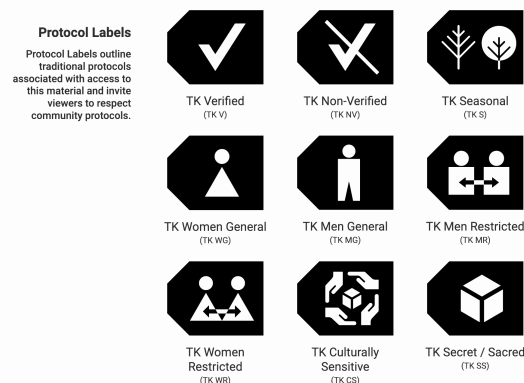 Protocol Labels
Protocol Labels outline
traditional protocols
associated with access to
this material and invite
viewers to respect
community protocols.
TK Verified
(TK V)
TK Non-Verified
(TK NV)
TK Seasonal
(TK S)
TK Women General
(TK WG)
TK Men General
(TK MG)
TK Men Restricted
(TK MR)
TK Women
Restricted
(TK WR)
TK Culturally
Sensitive
(TK CS)
TK Secret / Sacred
(TK SS)